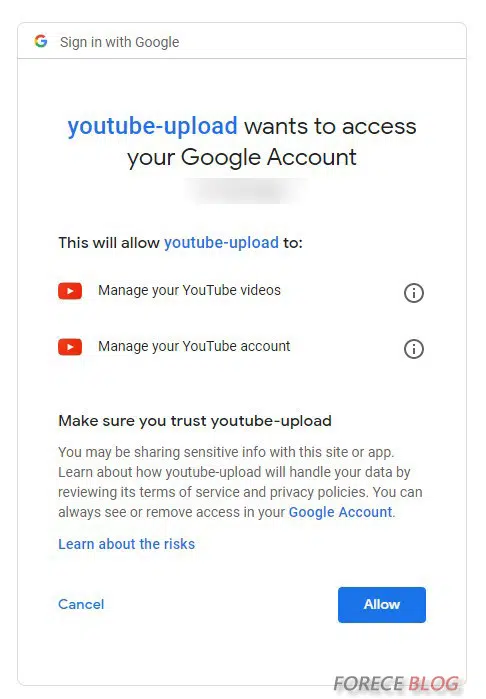 Sign in with Google
youtube-upload wants to access
your Google Account
This will allow youtube-upload to:
Manage your YouTube videos
Manage your YouTube account
Make sure you trust youtube-upload
You may be sharing sensitive info with this site or app.
Learn about how youtube-upload will handle your data by
reviewing its terms of service and privacy policies. You can
always see or remove access in your Google Account.
Learn about the risks
Cancel
Allow
FORECE BLOG